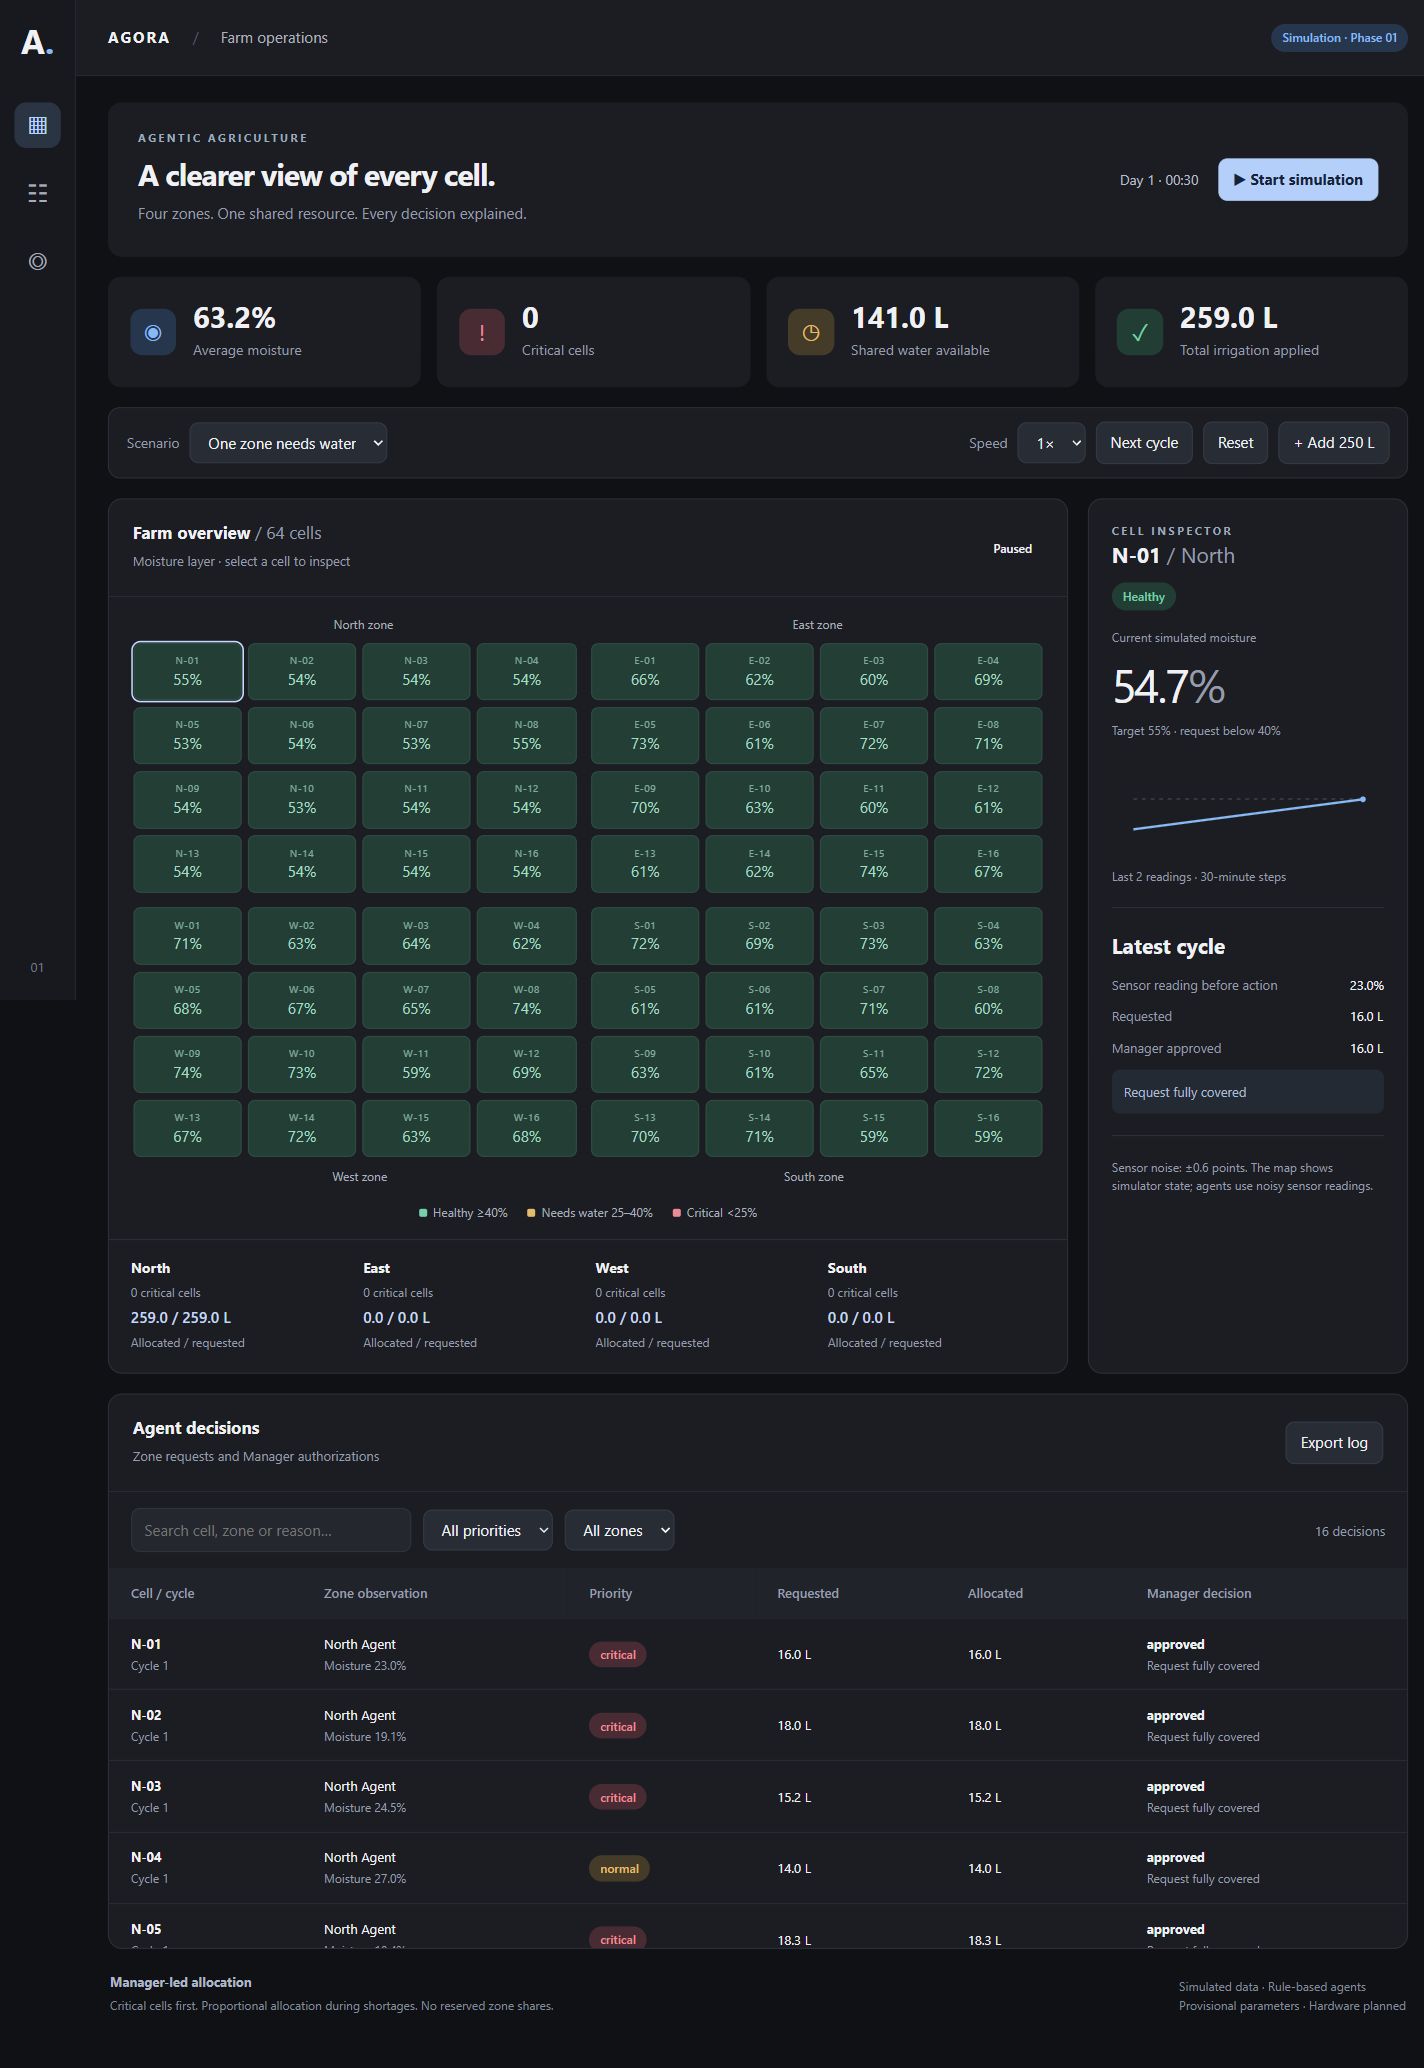 A.
AGORA / Farm operations
Simulation · Phase 01
AGENTIC AGRICULTURE
A clearer view of every cell.
Four zones. One shared resource. Every decision explained.
Day 1 · 00:30
▶ Start simulation
63.2%
Average moisture
!
0
Critical cells
141.0 L
Shared water available
✓
259.0 L
Total irrigation applied
Scenario
One zone needs water
Speed
1×
Next cycle
Reset
+ Add 250 L
Farm overview / 64 cells
Moisture layer · select a cell to inspect
Paused
North zone
East zone
N-01 N-02 N-03 N-04 E-01 E-02 E-03 E-04
55% 54% 54% 54% 66% 62% 60% 69%
N-05 N-06 N-07 N-08 E-05 E-06 E-07 E-08
53% 54% 53% 55% 73% 61% 72% 71%
N-09 N-10 N-11 N-12 E-09 E-10 E-11 E-12
54% 53% 54% 54% 70% 63% 60% 61%
N-13 N-14 N-15 N-16 E-13 E-14 E-15 E-16
54% 54% 54% 54% 61% 62% 74% 67%
W-01 W-02 W-03 W-04 S-01 S-02 S-03 S-04
71% 63% 64% 62% 72% 69% 73% 63%
W-05 W-06 W-07 W-08 S-05 S-06 S-07 S-08
68% 67% 65% 74% 61% 61% 71% 60%
W-09 W-10 W-11 W-12 S-09 S-10 S-11 S-12
74% 73% 59% 69% 63% 61% 65% 72%
W-13 W-14 W-15 W-16 S-13 S-14 S-15 S-16
67% 72% 63% 68% 70% 71% 59% 59%
West zone
South zone
Healthy ≥40%
Needs water 25–40%
Critical <25%
North East West South
0 critical cells 0 critical cells 0 critical cells 0 critical cells
259.0 / 259.0 L 0.0 / 0.0 L 0.0 / 0.0 L 0.0 / 0.0 L
Allocated / requested Allocated / requested Allocated / requested Allocated / requested
CELL INSPECTOR
N-01 / North
Healthy
Current simulated moisture
54.7%
Target 55% · request below 40%
Last 2 readings · 30-minute steps
Latest cycle
Sensor reading before action 23.0%
Requested 16.0 L
Manager approved 16.0 L
Request fully covered
Sensor noise: ±0.6 points. The map shows
simulator state; agents use noisy sensor readings.
01
Agent decisions
Zone requests and Manager authorizations
Export log
Search cell, zone or reason...
All priorities
All zones
16 decisions
Cell / cycle Zone observation Priority Requested Allocated Manager decision
N-01 North Agent critical 16.0 L 16.0 L approved
Cycle 1 Moisture 23.0% Request fully covered
N-02 North Agent critical 18.0 L 18.0 L approved
Cycle 1 Moisture 19.1% Request fully covered
N-03 North Agent critical 15.2 L 15.2 L approved
Cycle 1 Moisture 24.5% Request fully covered
N-04 North Agent normal 14.0 L 14.0 L approved
Cycle 1 Moisture 27.0% Request fully covered
N-05 North Agent critical 18.3 L 18.3 L approved
Manager-led allocation
Critical cells first. Proportional allocation during shortages. No reserved zone shares.
Simulated data · Rule-based agents
Provisional parameters · Hardware planned